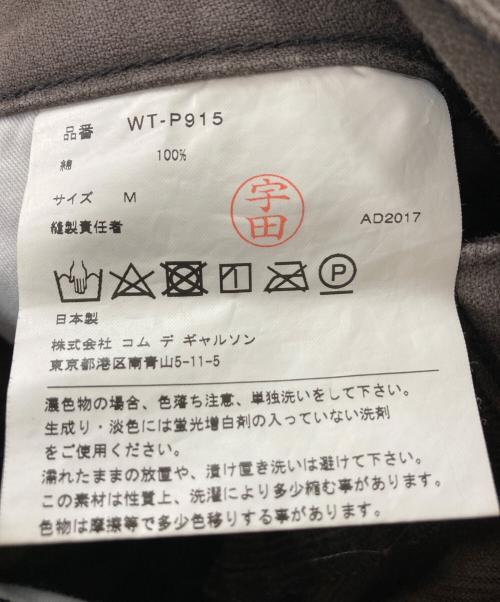 品番 WT-P915
綿 100%
サイズ M
縫製責任者 宇田 AD2017
P
日本製
株式会社 コム デ ギャルソン
東京都港区南青山5-11-5
濃色物の場合、色落ち注意、単独洗いをして下さい。
生成り・淡色には蛍光増白剤の入っていない洗剤
をご使用ください。
濡れたままの放置や、漬け置き洗いは避けて下さい。
この素材は性質上、洗濯により多少縮む事があります。
色物は摩擦等で多少色移りする事があります。